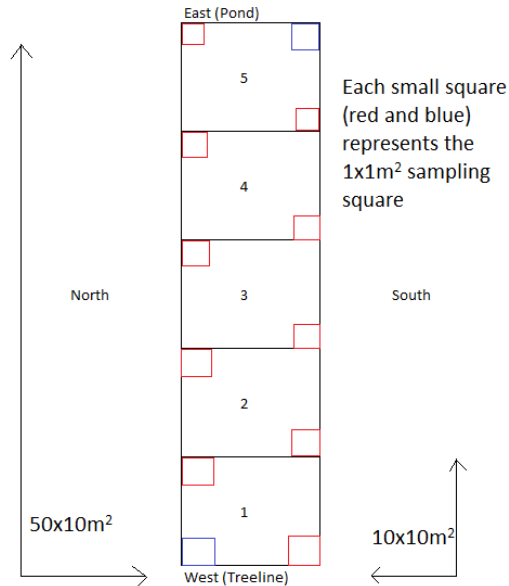 East (Pond)
5
Each small square
(red and blue)
represents the
1x1m² sampling
square
4
North
3
South
2
1
50x10m²
10x10m²
West (Treeline)